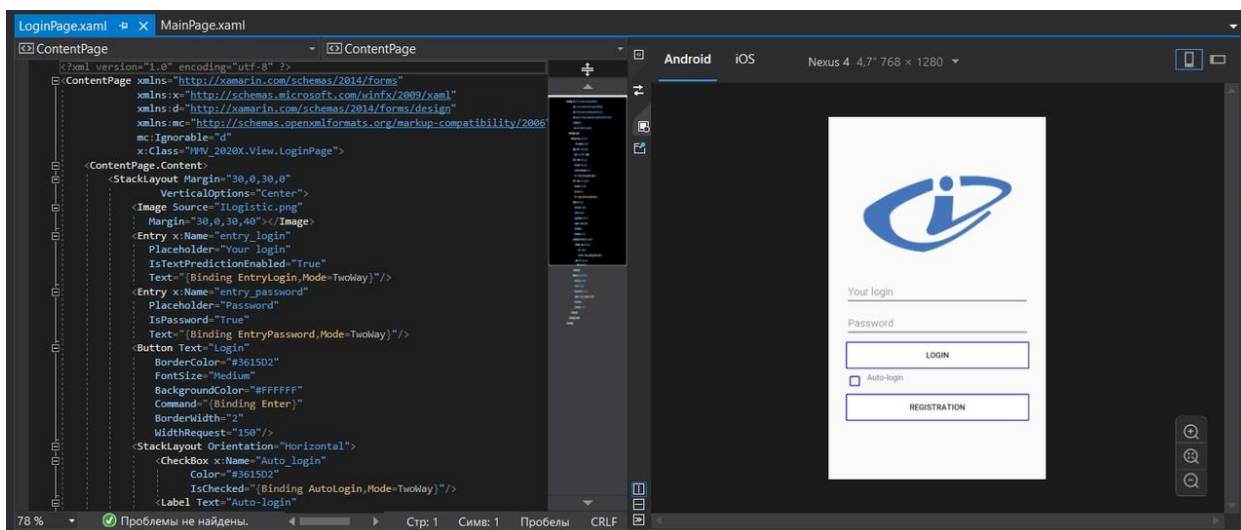 LoginPage.xaml
MainPage.xaml
ContentPage
ContentPage
<?xml version="1.0" encoding="utf-8" ?>
<ContentPage xmlns="http://xamarin.com/schemas/2014/forms"
xmlns:x="http://schemas.microsoft.com/winfx/2009/xaml"
xmlns:d="http://xamarin.com/schemas/2014/forms/design"
xmlns:mc="http://schemas.openxmlformats.org/markup-compatibility/2006"
mc:Ignorable="d"
x:Class="MMV_2020X.View.LoginPage">
<ContentPage.Content>
<StackLayout Margin="30,0,30,0"
VerticalOptions="Center">
<Image Source="ILogistic.png"
Margin="30,0,30,40"></Image>
<Entry x:Name="entry_login"
Placeholder="Your login"
IsTextPredictionEnabled="True"
Text="{Binding EntryLogin,Mode=TwoWay}"/>
<Entry x:Name="entry_password"
Placeholder="Password"
IsPassword="True"
Text="{Binding EntryPassword,Mode=TwoWay}"/>
<Button Text="Login"
BorderColor="#3615D2"
FontSize="Medium"
BackgroundColor="#FFFFFF"
Command="{Binding Enter}"
BorderWidth="2"
WidthRequest="150"/>
<StackLayout Orientation="Horizontal">
<CheckBox x:Name="Auto_login"
Color="#3615D2"
IsChecked="{Binding AutoLogin,Mode=TwoWay}"/>
<Label Text="Auto-login"
78 %
Проблемы не найдены.
Стр: 1
Симв: 1
Пробелы
CRLF
Android
iOS
Nexus 4 4,7" 768 × 1280
Your login
Password
LOGIN
Auto-login
REGISTRATION